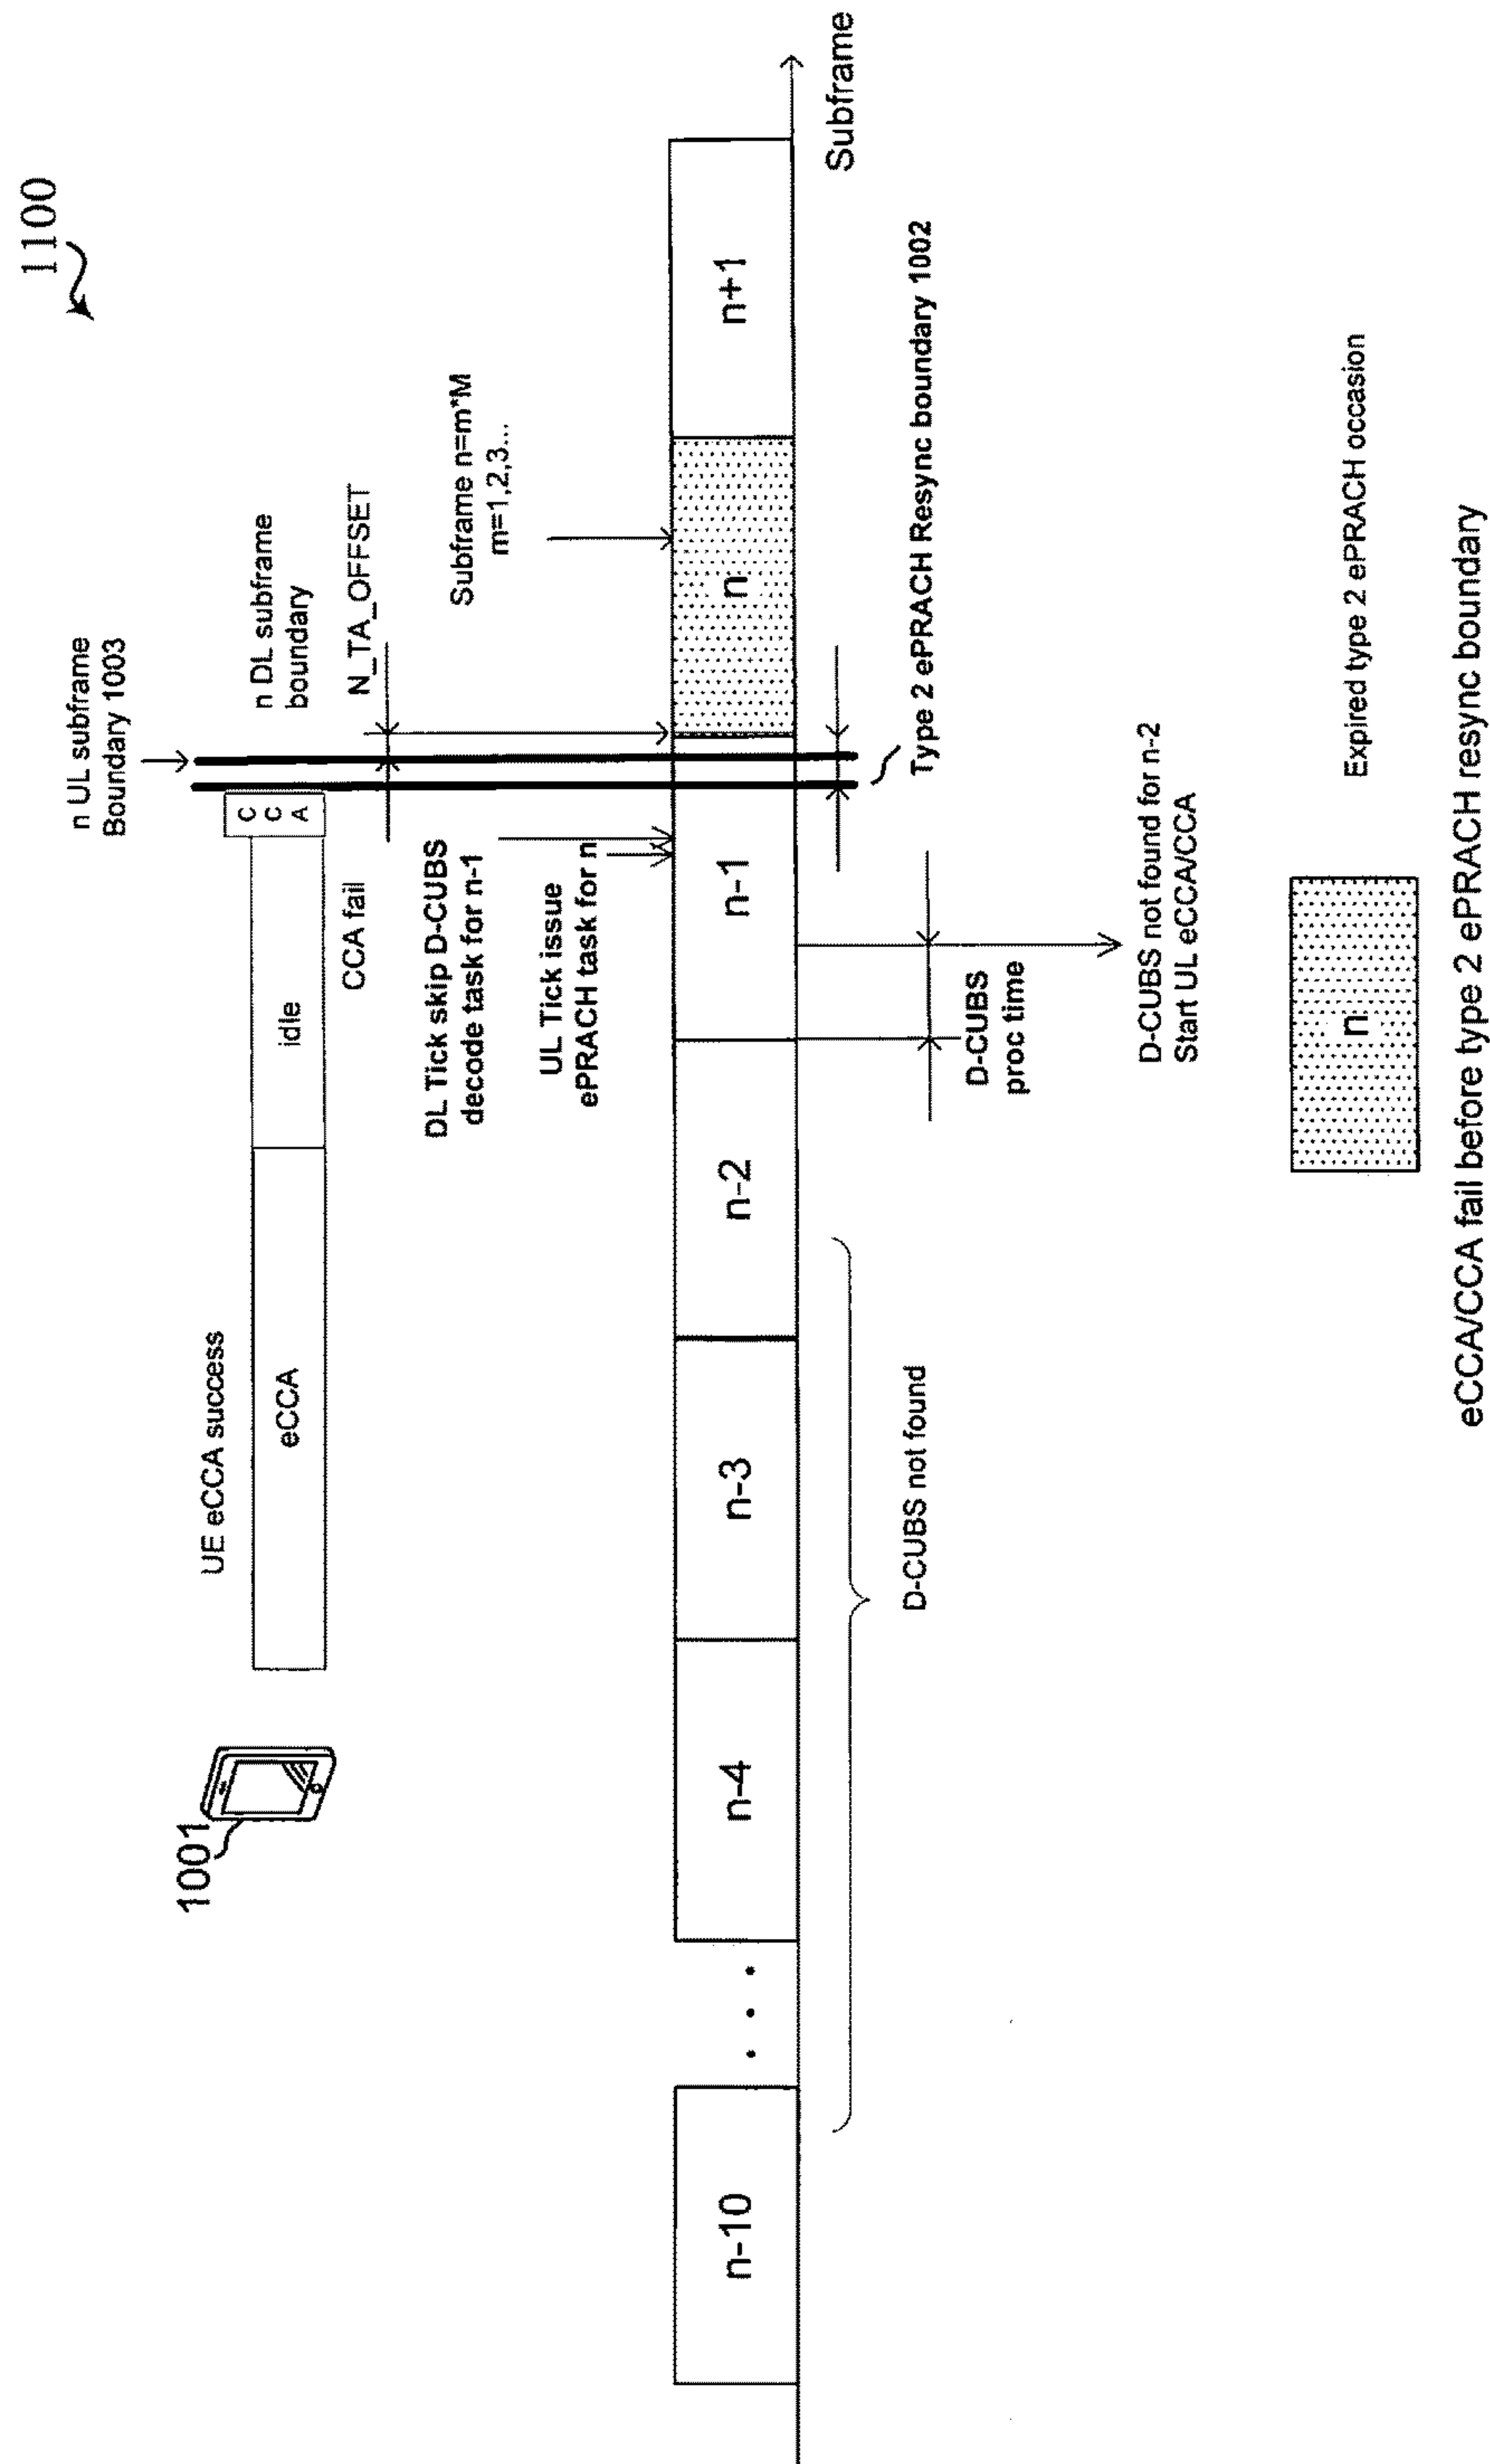 1100
n UL subframe
Boundary 1003
n DL subframe
boundary
N_TA_OFFSET
1001
UE eCCA success
eCCA
idle
C
C
A
CCA fail
DL Tick skip D-CUBS
decode task for n-1
UL Tick issue
ePRACH task for n
Subframe n=m*M
m=1,2,3...
n-10
. . .
n-4
n-3
n-2
n-1
n
n+1
Subframe
Type 2 ePRACH Resync boundary 1002
D-CUBS not found
D-CUBS
proc time
D-CUBS not found for n-2
Start UL eCCA/CCA
n
Expired type 2 ePRACH occasion
eCCA/CCA fail before type 2 ePRACH resync boundary